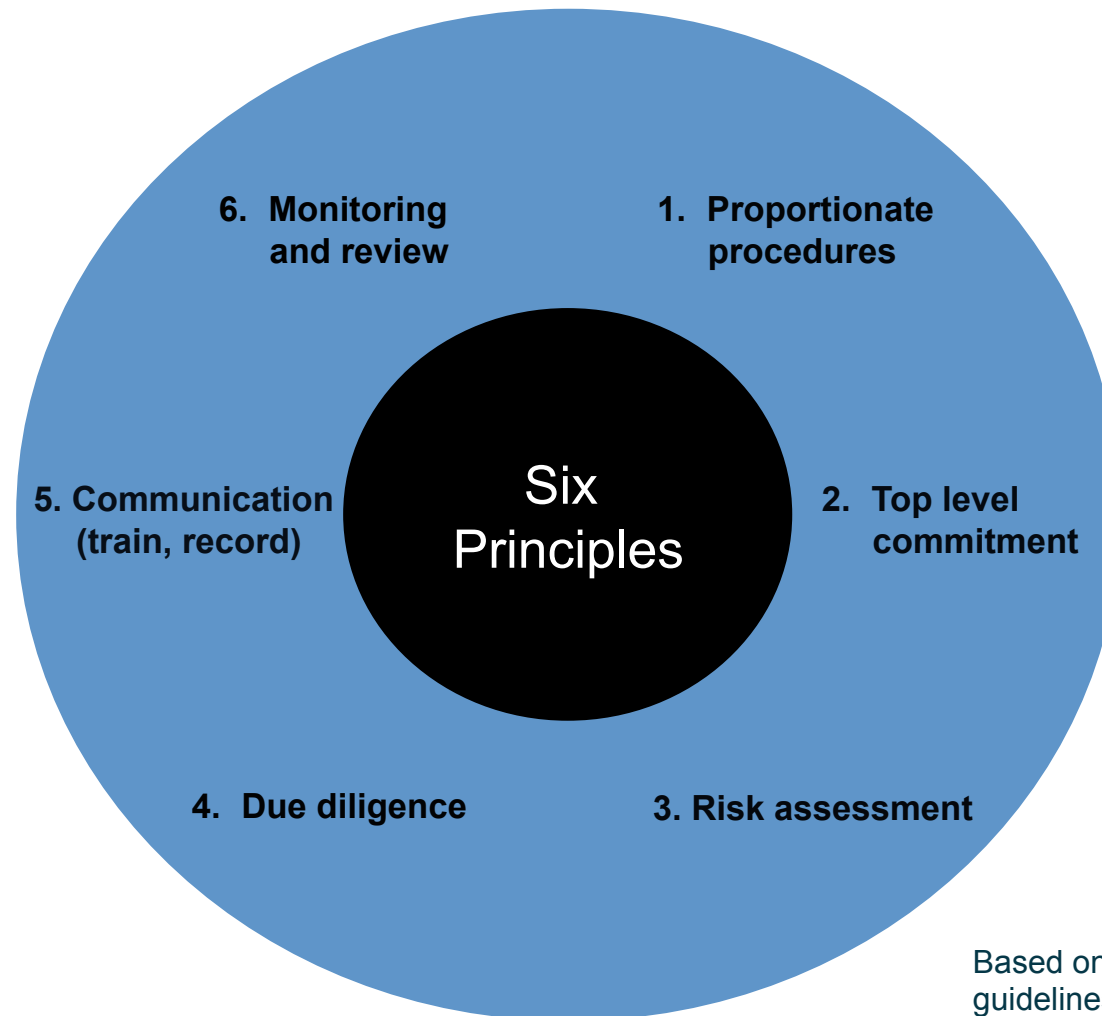 6. Monitoring
and review
1. Proportionate
procedures
Six
Principles
5. Communication
(train, record)
2. Top level
commitment
4. Due diligence
3. Risk assessment
Based on
guideline